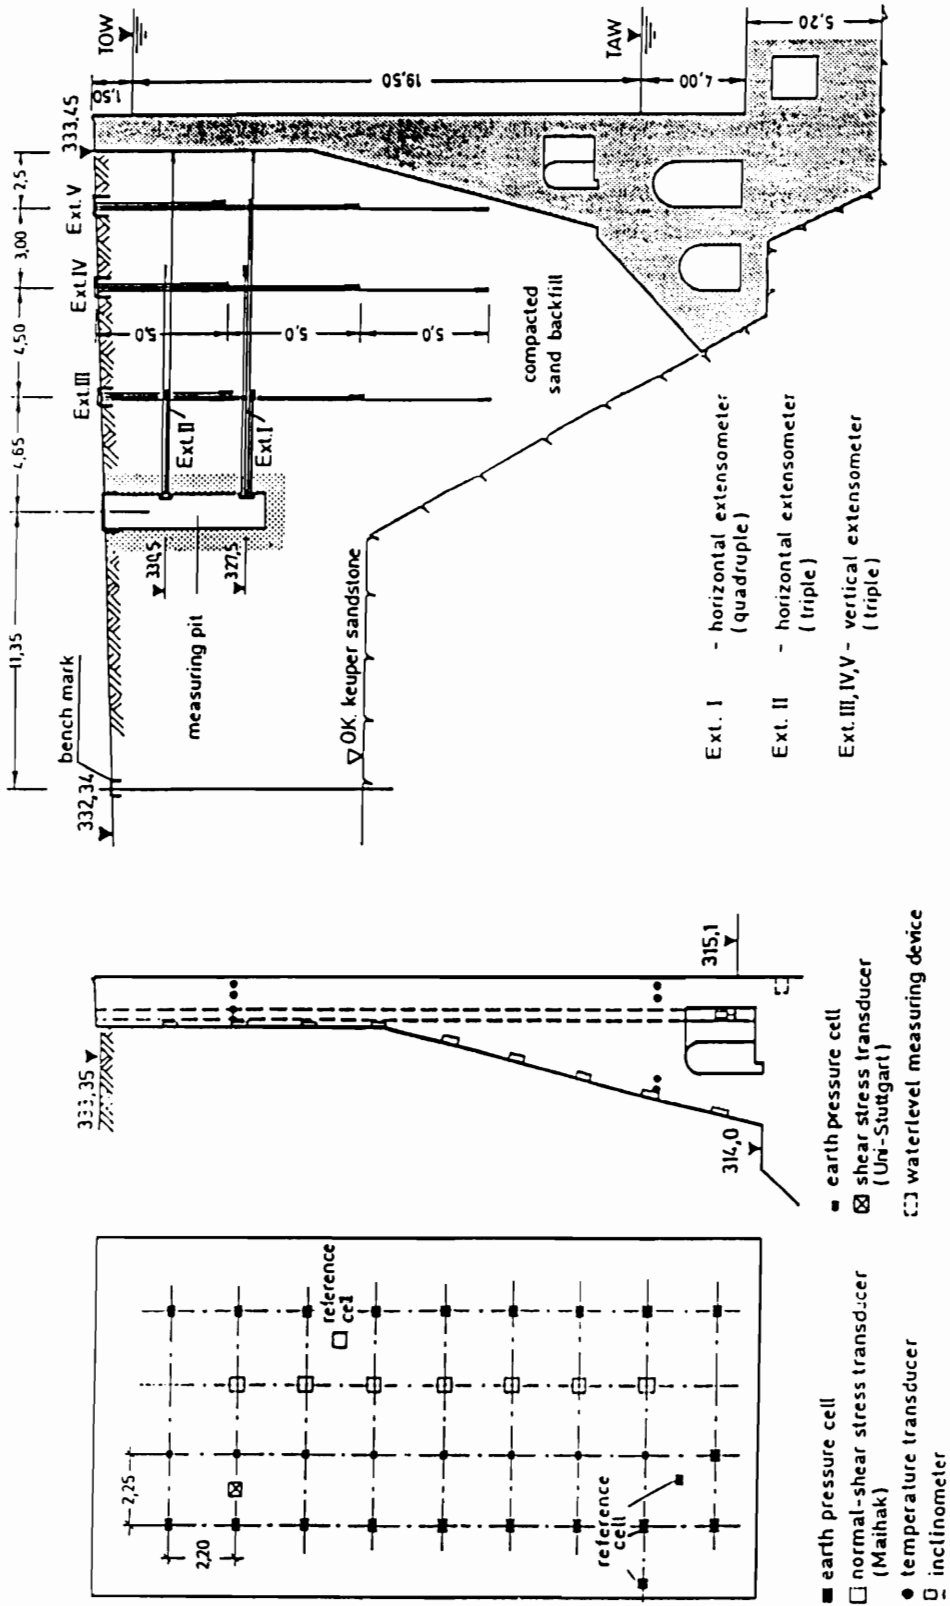 11,35
4,65
4,50
3,00
2,5
333,45
332,34
bench mark
Ext. III
Ext. IV
Ext. V
1,50
TOW
19,50
TAW
4,00
5,20
5,0
5,0
5,0
Ext. II
Ext. I
330,5
327,5
measuring pit
compacted
sand backfill
OK. keuper sandstone
Ext. I - horizontal extensometer
(quadruple)
Ext. II - horizontal extensometer
(triple)
Ext. III, IV, V - vertical extensometer
(triple)
333,35
315,1
314,0
earth pressure cell
shear stress transducer
(Uni-Stuttgart)
waterlevel measuring device
2,25
2,20
reference
cell
reference
cell
earth pressure cell
normal-shear stress transducer
(Maihak)
temperature transducer
inclinometer